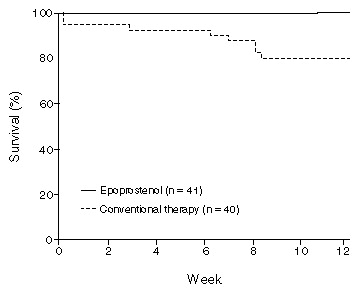 100
80
60
40
20
0
Survival (%)
Epoprostenol (n = 41)
Conventional therapy (n = 40)
0 2 4 6 8 10 12
Week